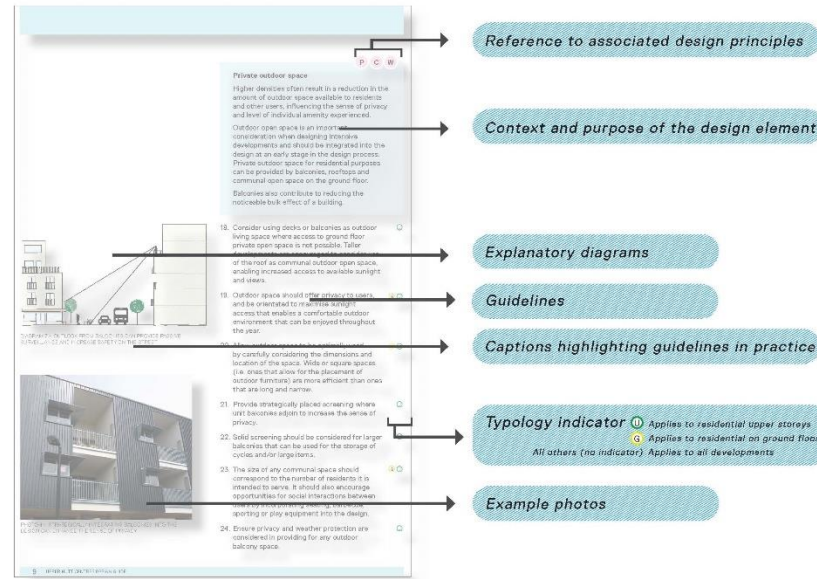 P C W
Reference to associated design principles
Private outdoor space
Higher densities often result in a reduction in the
amount of outdoor space available to residents
and other users, influencing the sense of privacy
and level of individual amenity experienced.
Outdoor open space is an important
consideration when designing intensive
developments and should be integrated into the
design at an early stage in the design process.
Private outdoor space for residential purposes
can be provided by balconies, rooftops and
communal open space on the ground floor.
Balconies also contribute to reducing the
noticeable bulk effect of a building.
Context and purpose of the design element
18. Consider using decks or balconies as outdoor
living space where access to ground floor
private open space is not possible. Taller
of the roof as communal outdoor open space,
enabling increased access to available sunlight
and views.
Explanatory diagrams
19. Outdoor space should offer privacy to users,
and be orientated to maximise sunlight
access that enables a comfortable outdoor
environment that can be enjoyed throughout
the year.
Guidelines
by carefully considering the dimensions and
location of the space. Wide or square spaces
(i.e. ones that allow for the placement of
outdoor furniture) are more efficient than ones
that are long and narrow.
Captions highlighting guidelines in practice
21. Provide strategically placed screening where
unit balconies adjoin to increase the sense of
privacy.
22. Solid screening should be considered for larger
balconies that can be used for the storage of
cycles and/or large items.
Typology indicator U Applies to residential upper storeys
G Applies to residential on ground floor
All others (no indicator) Applies to all developments
23. The size of any communal space should
correspond to the number of residents it is
intended to serve. It should also encourage
opportunities for social interactions between
sporting or play equipment into the design.
Example photos
24. Ensure privacy and weather protection are
considered in providing for any outdoor
balcony space.